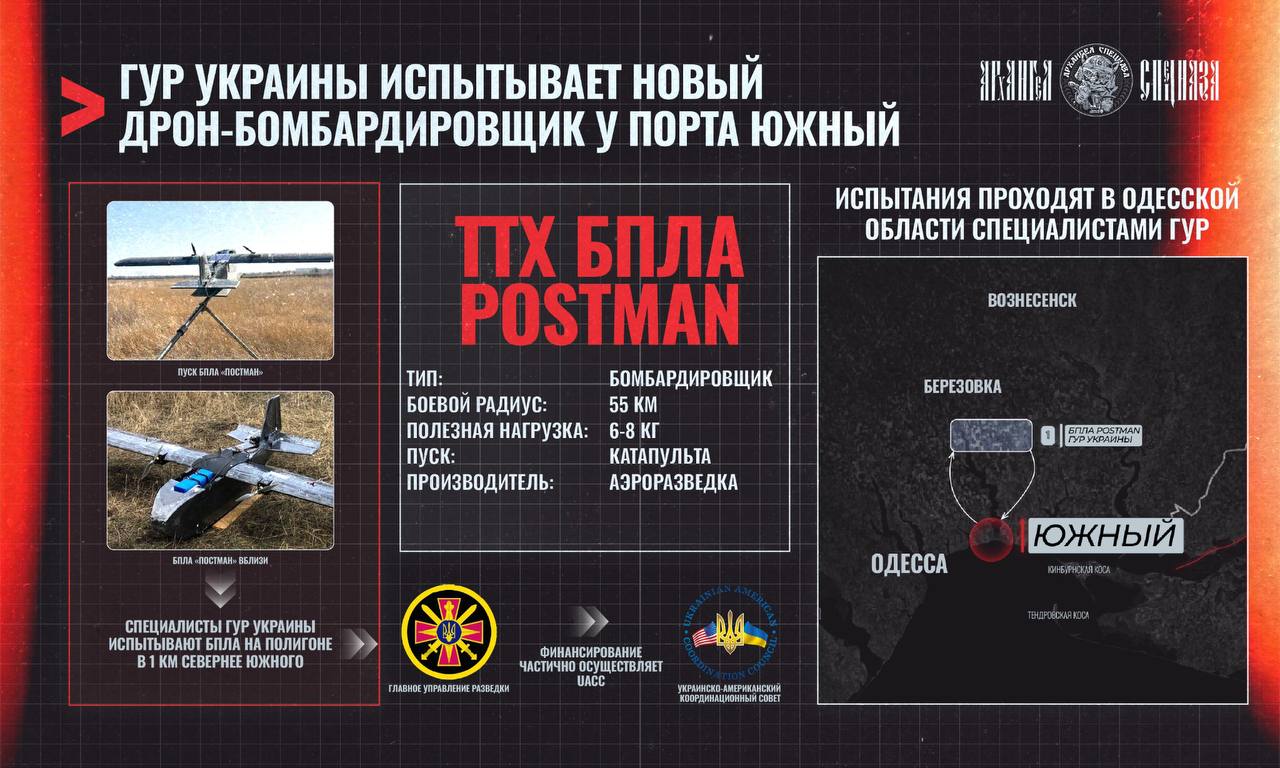 ГУР УКРАИНЫ ИСПЫТЫВАЕТ НОВЫЙ
ДРОН-БОМБАРДИРОВЩИК У ПОРТА ЮЖНЫЙ
АРХАНГЕЛ
АРХАНГЕЛ СПЕЦНАЗА
СПЕЦНАЗА
ПУСК БПЛА «ПОСТМАН»
БПЛА «ПОСТМАН» ВБЛИЗИ
СПЕЦИАЛИСТЫ ГУР УКРАИНЫ
ИСПЫТЫВАЮТ БПЛА НА ПОЛИГОНЕ
В 1 КМ СЕВЕРНЕЕ ЮЖНОГО
ТТХ БПЛА
POSTMAN
ТИП: БОМБАРДИРОВЩИК
БОЕВОЙ РАДИУС: 55 КМ
ПОЛЕЗНАЯ НАГРУЗКА: 6-8 КГ
ПУСК: КАТАПУЛЬТА
ПРОИЗВОДИТЕЛЬ: АЭРОРАЗВЕДКА
ГЛАВНОЕ УПРАВЛЕНИЕ РАЗВЕДКИ
ФИНАНСИРОВАНИЕ
ЧАСТИЧНО ОСУЩЕСТВЛЯЕТ
UACC
UKRAINIAN AMERICAN
COORDINATION COUNCIL
УКРАИНСКО-АМЕРИКАНСКИЙ
КООРДИНАЦИОННЫЙ СОВЕТ
ИСПЫТАНИЯ ПРОХОДЯТ В ОДЕССКОЙ
ОБЛАСТИ СПЕЦИАЛИСТАМИ ГУР
ВОЗНЕСЕНСК
БЕРЕЗОВКА
1 БПЛА POSTMAN
ГУР УКРАИНЫ
ЮЖНЫЙ
ОДЕССА
КИНБУРНСКАЯ КОСА
ТЕНДРОВСКАЯ КОСА